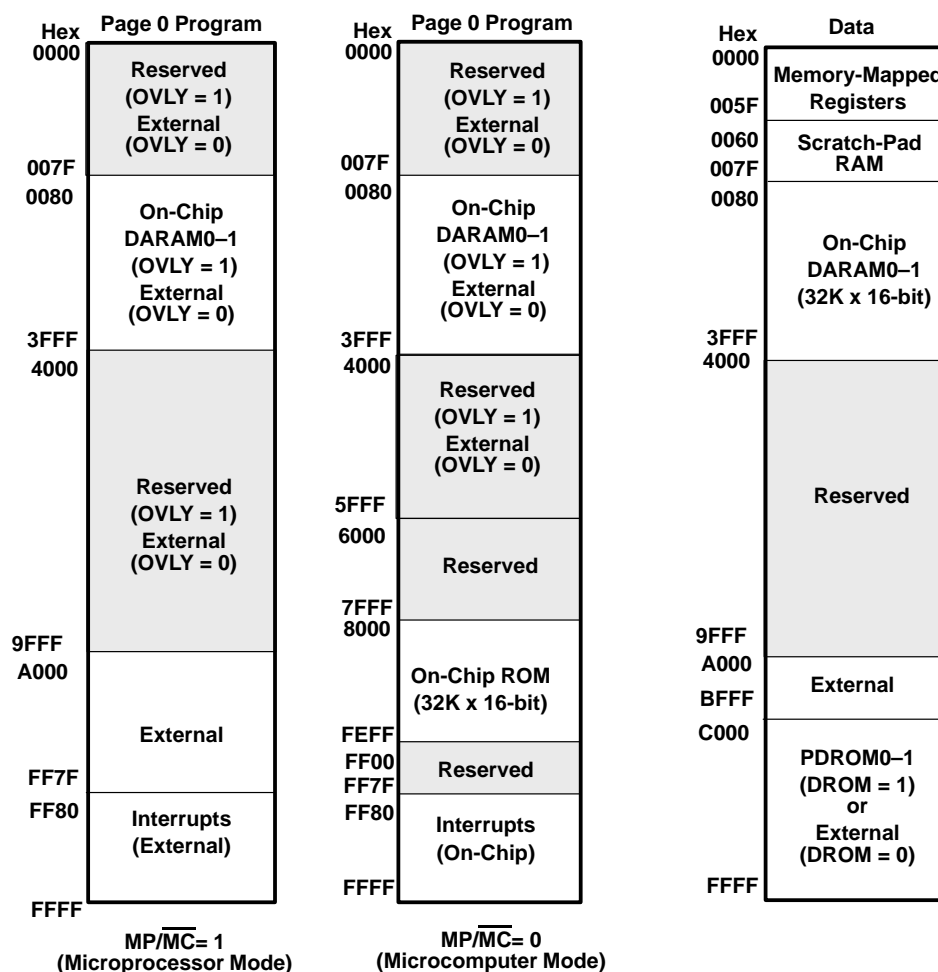 Hex
Page 0 Program
0000
Reserved
(OVLY = 1)
External
(OVLY = 0)
007F
0080
On-Chip
DARAM0–1
(OVLY = 1)
External
(OVLY = 0)
3FFF
4000
Reserved
(OVLY = 1)
External
(OVLY = 0)
9FFF
A000
External
FF7F
FF80
Interrupts
(External)
FFFF
MP/MC= 1
(Microprocessor Mode)
Hex
Page 0 Program
0000
Reserved
(OVLY = 1)
External
(OVLY = 0)
007F
0080
On-Chip
DARAM0–1
(OVLY = 1)
External
(OVLY = 0)
3FFF
4000
Reserved
(OVLY = 1)
External
(OVLY = 0)
5FFF
6000
Reserved
7FFF
8000
On-Chip ROM
(32K x 16-bit)
FEFF
FF00
Reserved
FF7F
FF80
Interrupts
(On-Chip)
FFFF
MP/MC= 0
(Microcomputer Mode)
Hex
Data
0000
Memory-Mapped
Registers
005F
0060
Scratch-Pad
RAM
007F
0080
On-Chip
DARAM0–1
(32K x 16-bit)
3FFF
4000
Reserved
9FFF
A000
External
BFFF
C000
PDROM0–1
(DROM = 1)
or
External
(DROM = 0)
FFFF